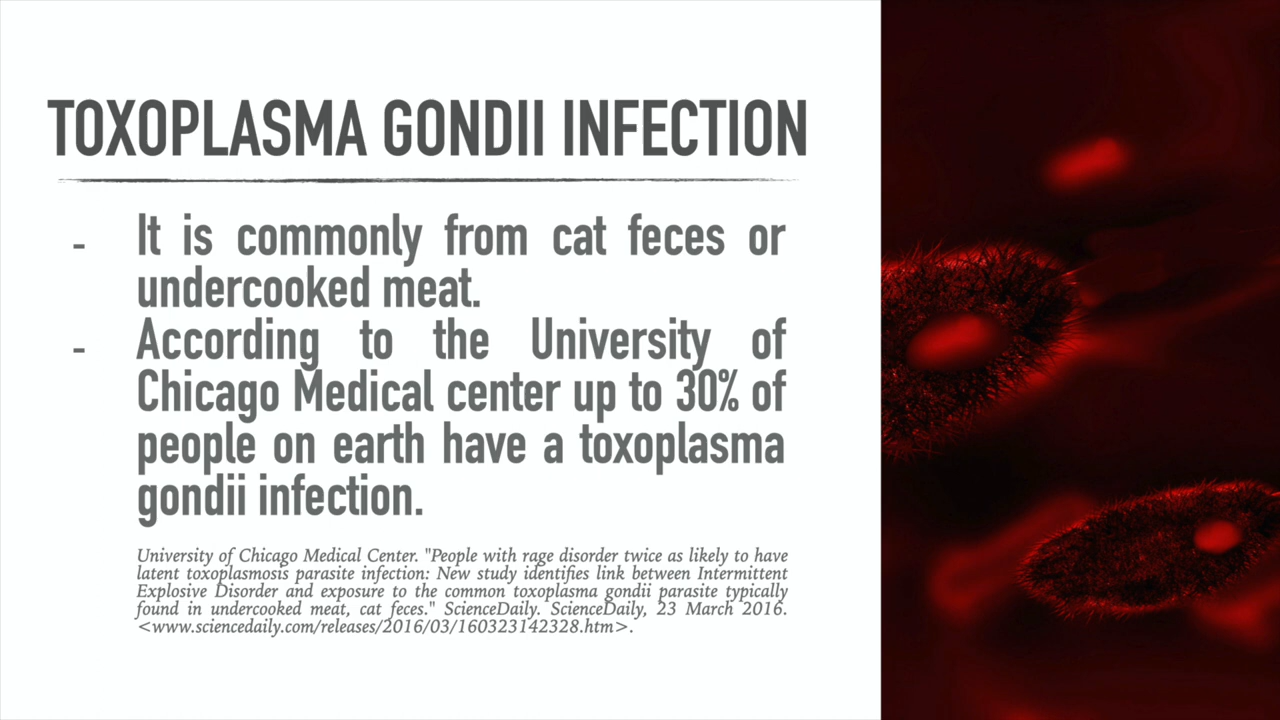 TOXOPLASMA GONDII INFECTION
- It is commonly from cat feces or
undercooked meat.
- According to the University of
Chicago Medical center up to 30% of
people on earth have a toxoplasma
gondii infection.
University of Chicago Medical Center. "People with rage disorder twice as likely to have
latent toxoplasmosis parasite infection: New study identifies link between Intermittent
Explosive Disorder and exposure to the common toxoplasma gondii parasite typically
found in undercooked meat, cat feces." ScienceDaily. ScienceDaily, 23 March 2016.
<www.sciencedaily.com/releases/2016/03/160323142328.htm>.